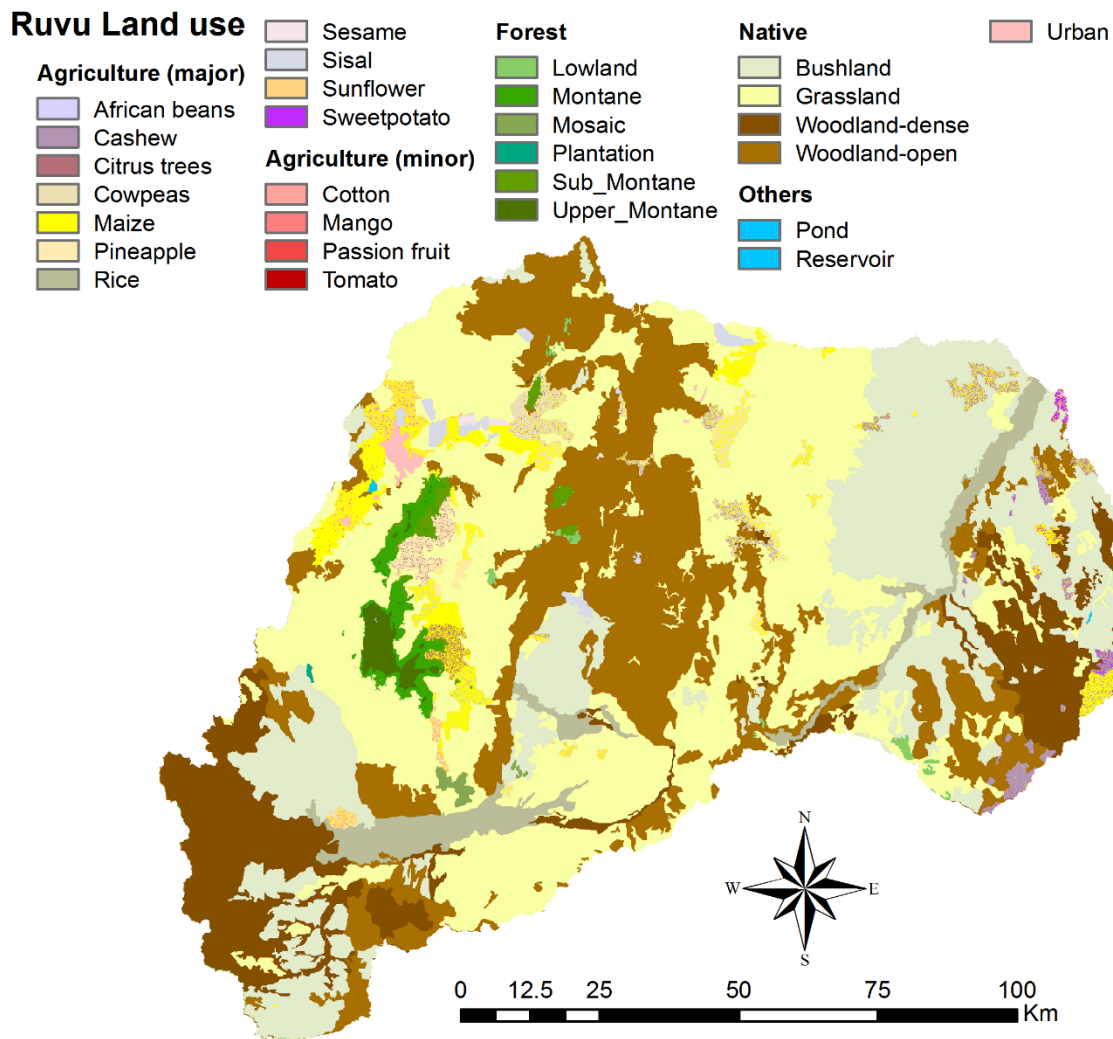 Ruvu Land use
Agriculture (major)
African beans
Cashew
Citrus trees
Cowpeas
Maize
Pineapple
Rice
Sesame
Sisal
Sunflower
Sweetpotato
Agriculture (minor)
Cotton
Mango
Passion fruit
Tomato
Forest
Lowland
Montane
Mosaic
Plantation
Sub_Montane
Upper_Montane
Native
Bushland
Grassland
Woodland-dense
Woodland-open
Others
Pond
Reservoir
Urban
N
W E
S
0 12.5 25 50 75 100
Km